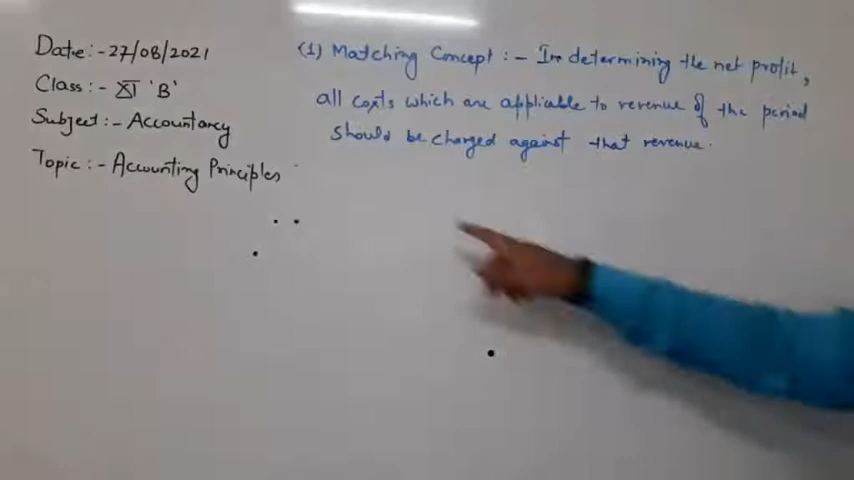 Date:- 27/08/2021
Class:- XI 'B'
Subject:- Accountancy
Topic:- Accounting Principles
(1) Matching Concept :- In determining the net profit,
all costs which are applicable to revenue of the period
should be charged against that revenue.